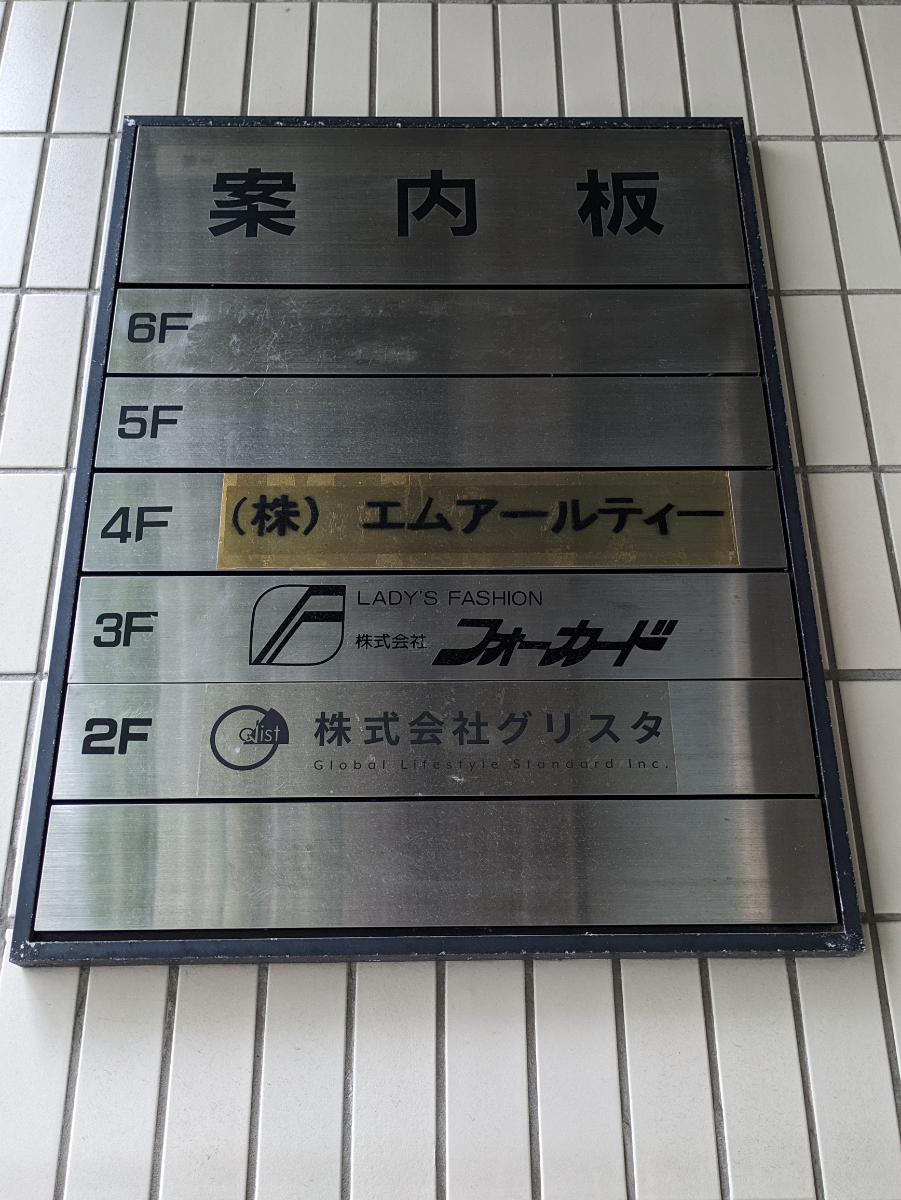 案内板
6F
5F
4F (株) エムアールティー
3F F LADY'S FASHION
株式会社 フォーカード
2F Glist 株式会社グリスタ
Global Lifestyle Standard Inc.